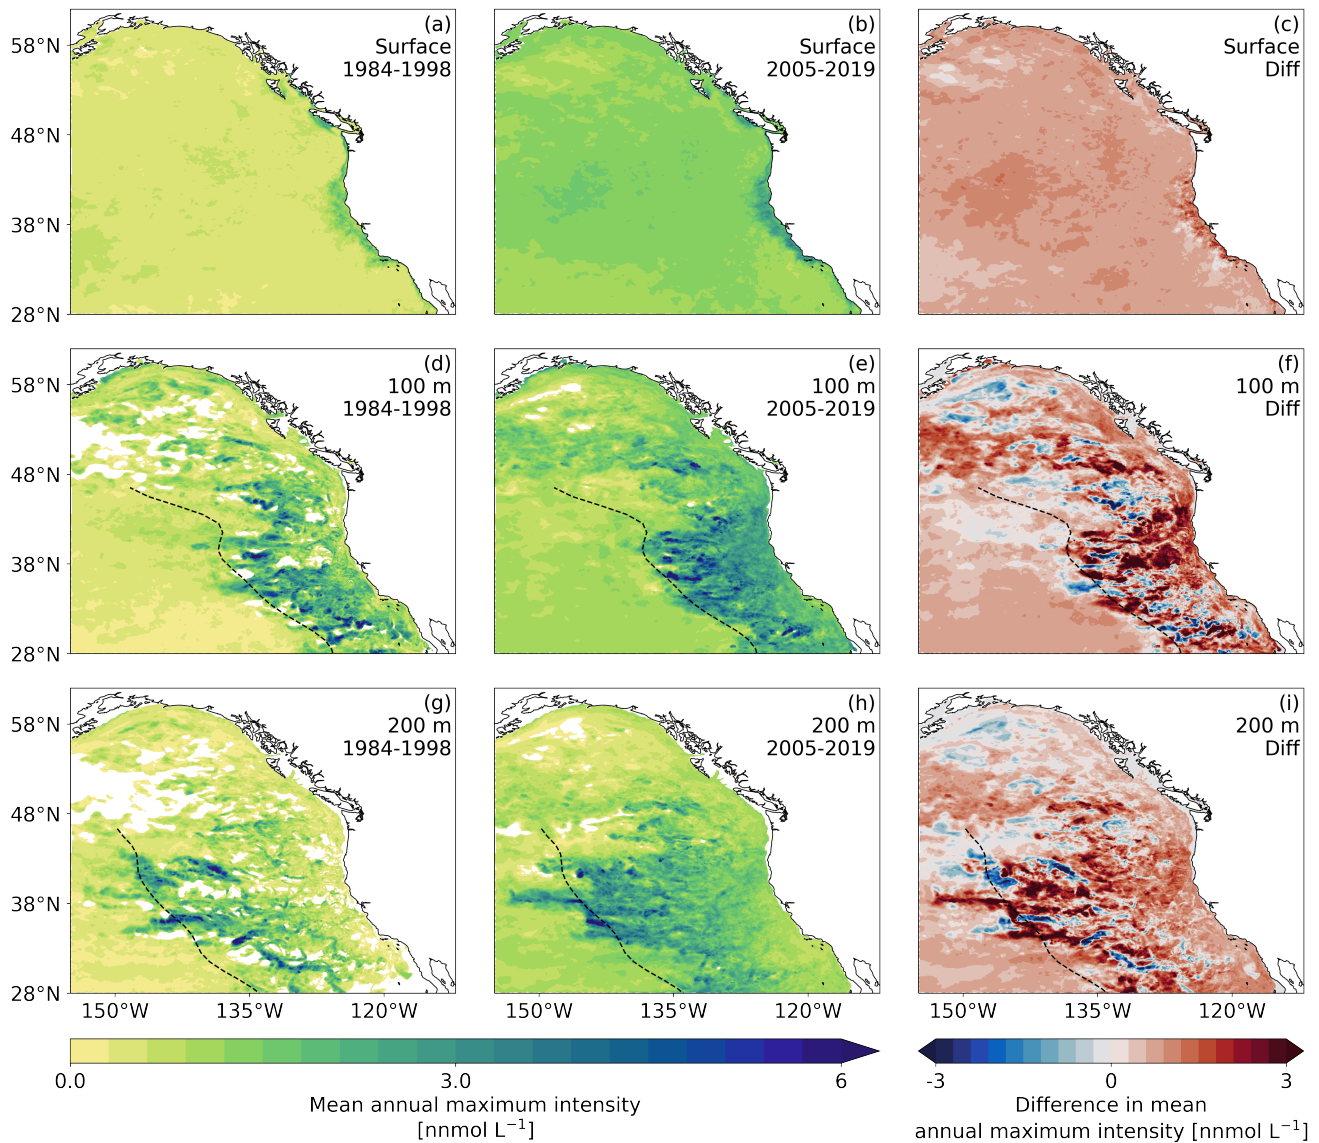 (a)
Surface
1984-1998
(b)
Surface
2005-2019
(c)
Surface
Diff
58°N
48°N
38°N
28°N
(d)
100 m
1984-1998
(e)
100 m
2005-2019
(f)
100 m
Diff
58°N
48°N
38°N
28°N
(g)
200 m
1984-1998
(h)
200 m
2005-2019
(i)
200 m
Diff
58°N
48°N
38°N
28°N
150°W 135°W 120°W
150°W 135°W 120°W
150°W 135°W 120°W
0.0 3.0 6
Mean annual maximum intensity
[nnmol L⁻¹]
-3 0 3
Difference in mean
annual maximum intensity [nnmol L⁻¹]